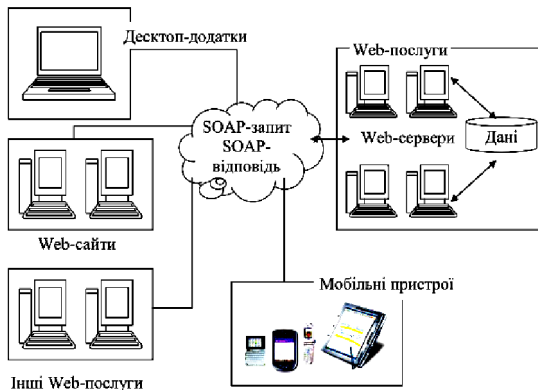 Десктоп-додатки
Web-послуги
SOAP-запит
SOAP-
відповідь
Web-сервери
Дані
Web-сайти
Мобільні пристрої
Інші Web-послуги